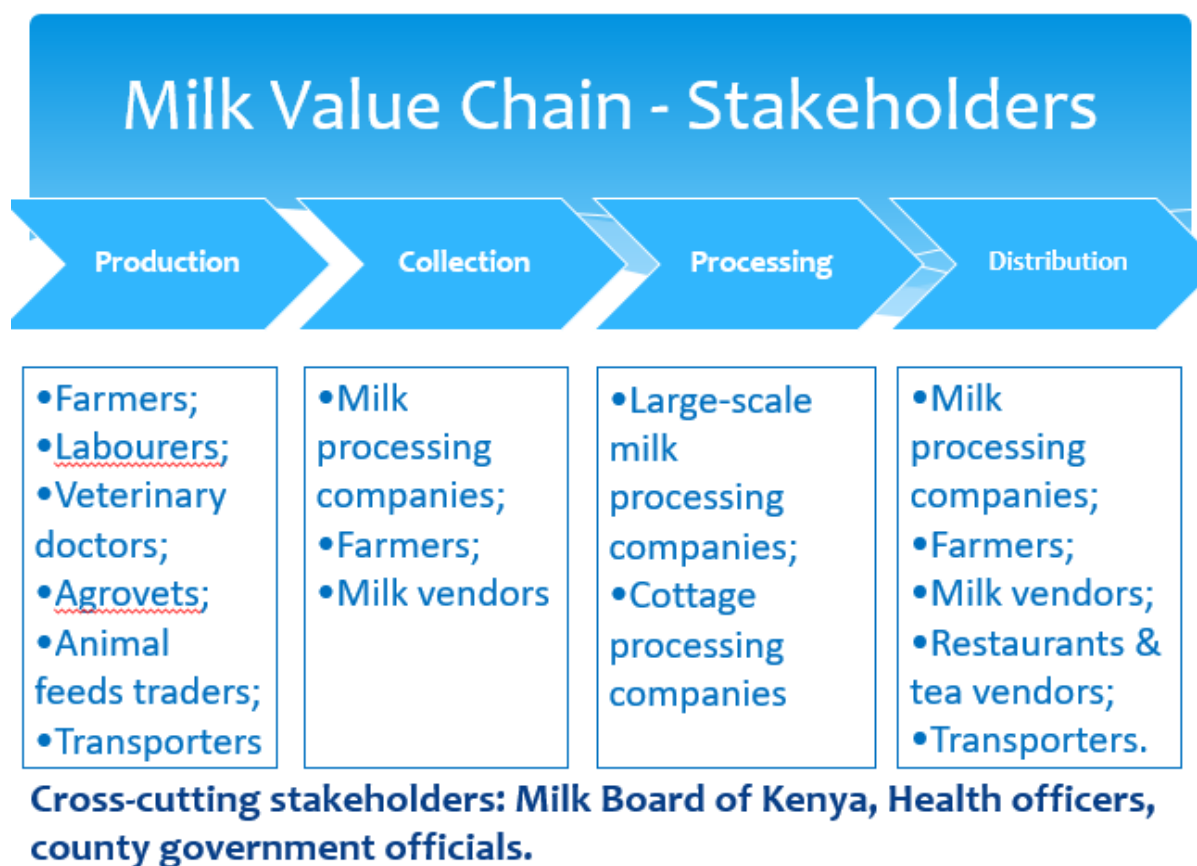 Milk Value Chain - Stakeholders
Production
Collection
Processing
Distribution
•Farmers;
•Labourers;
•Veterinary
doctors;
•Agrovets;
•Animal
feeds traders;
•Transporters
•Milk
processing
companies;
•Farmers;
•Milk vendors
•Large-scale
milk
processing
companies;
•Cottage
processing
companies
•Milk
processing
companies;
•Farmers;
•Milk vendors;
•Restaurants &
tea vendors;
•Transporters.
Cross-cutting stakeholders: Milk Board of Kenya, Health officers,
county government officials.